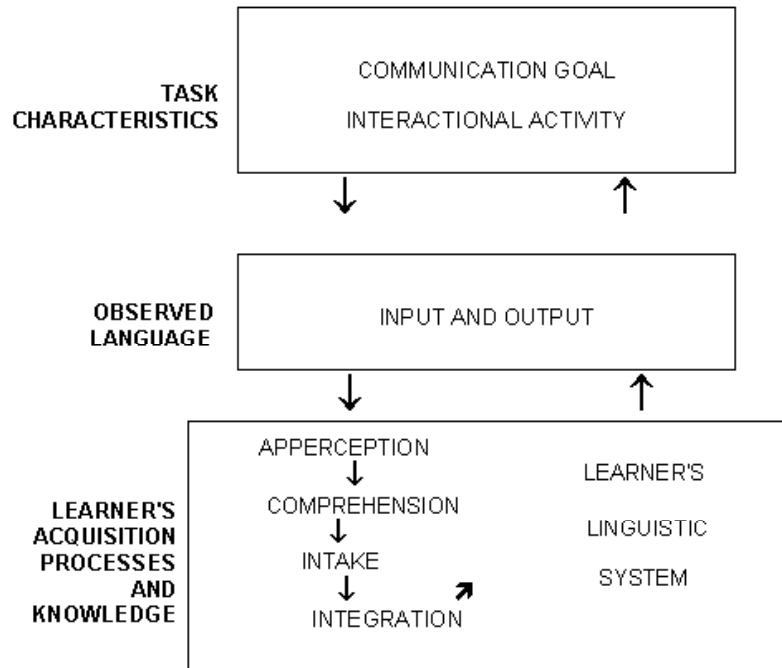 TASK
CHARACTERISTICS
COMMUNICATION GOAL
INTERACTIONAL ACTIVITY
OBSERVED
LANGUAGE
INPUT AND OUTPUT
LEARNER'S
ACQUISITION
PROCESSES
AND
KNOWLEDGE
APPERCEPTION
COMPREHENSION
INTAKE
INTEGRATION
LEARNER'S
LINGUISTIC
SYSTEM